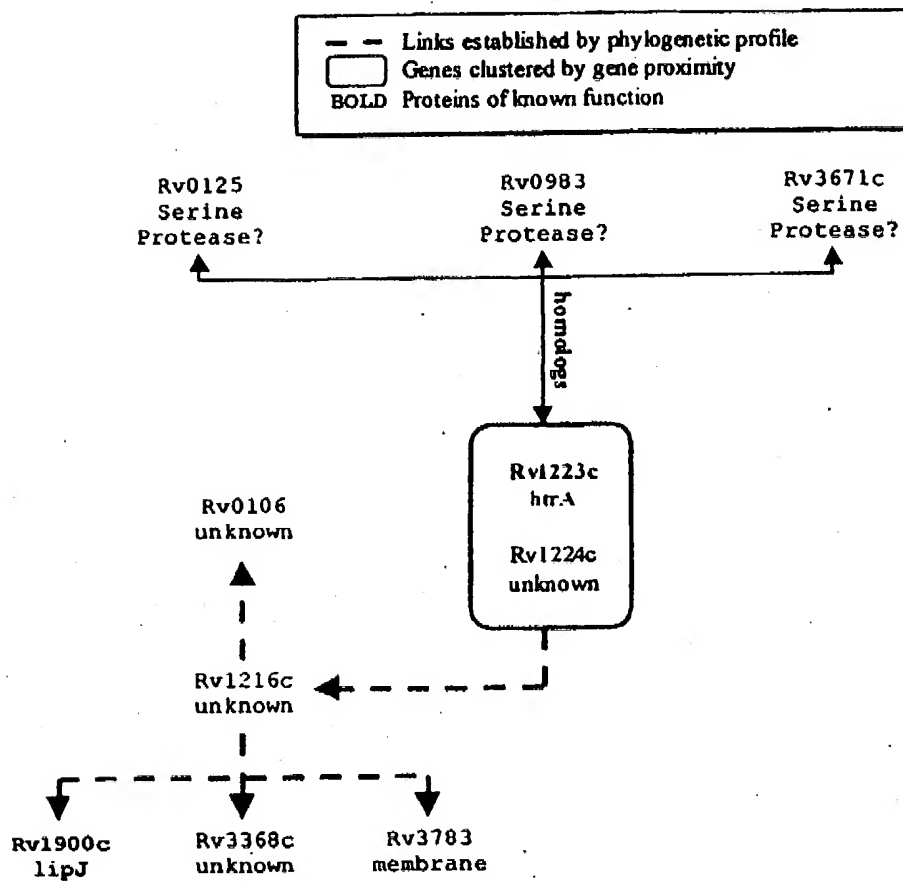 Links established by phylogenetic profile
Genes clustered by gene proximity
BOLD Proteins of known function
Rv0125
Serine
Protease?
Rv0983
Serine
Protease?
Rv3671c
Serine
Protease?
homologs
Rv1223c
htrA
Rv1224c
unknown
Rv0106
unknown
Rv1216c
unknown
Rv1900c
lipJ
Rv3368c
unknown
Rv3783
membrane